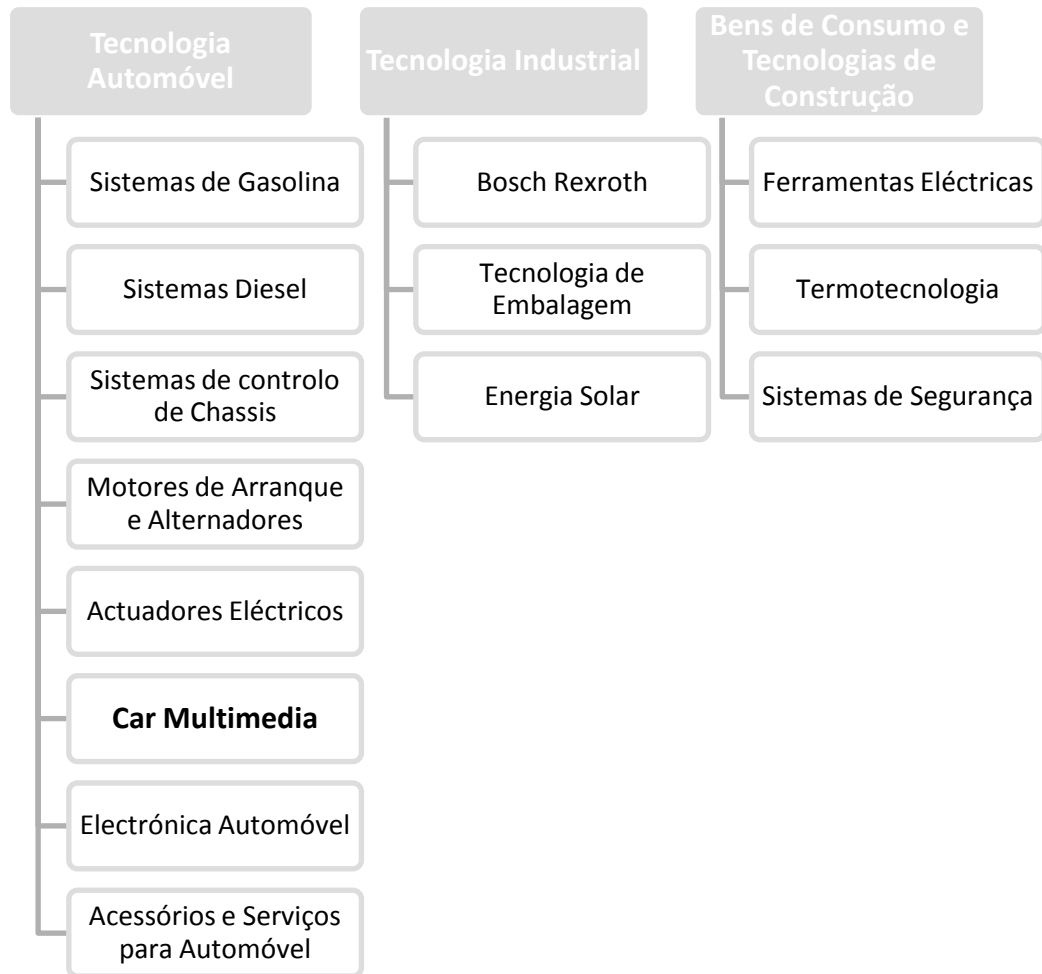 Tecnologia
Automóvel
Sistemas de Gasolina
Sistemas Diesel
Sistemas de controlo
de Chassis
Motores de Arranque
e Alternadores
Actuadores Eléctricos
Car Multimedia
Electrónica Automóvel
Acessórios e Serviços
para Automóvel
Tecnologia Industrial
Bosch Rexroth
Tecnologia de
Embalagem
Energia Solar
Bens de Consumo e
Tecnologias de
Construção
Ferramentas Eléctricas
Termotecnologia
Sistemas de Segurança